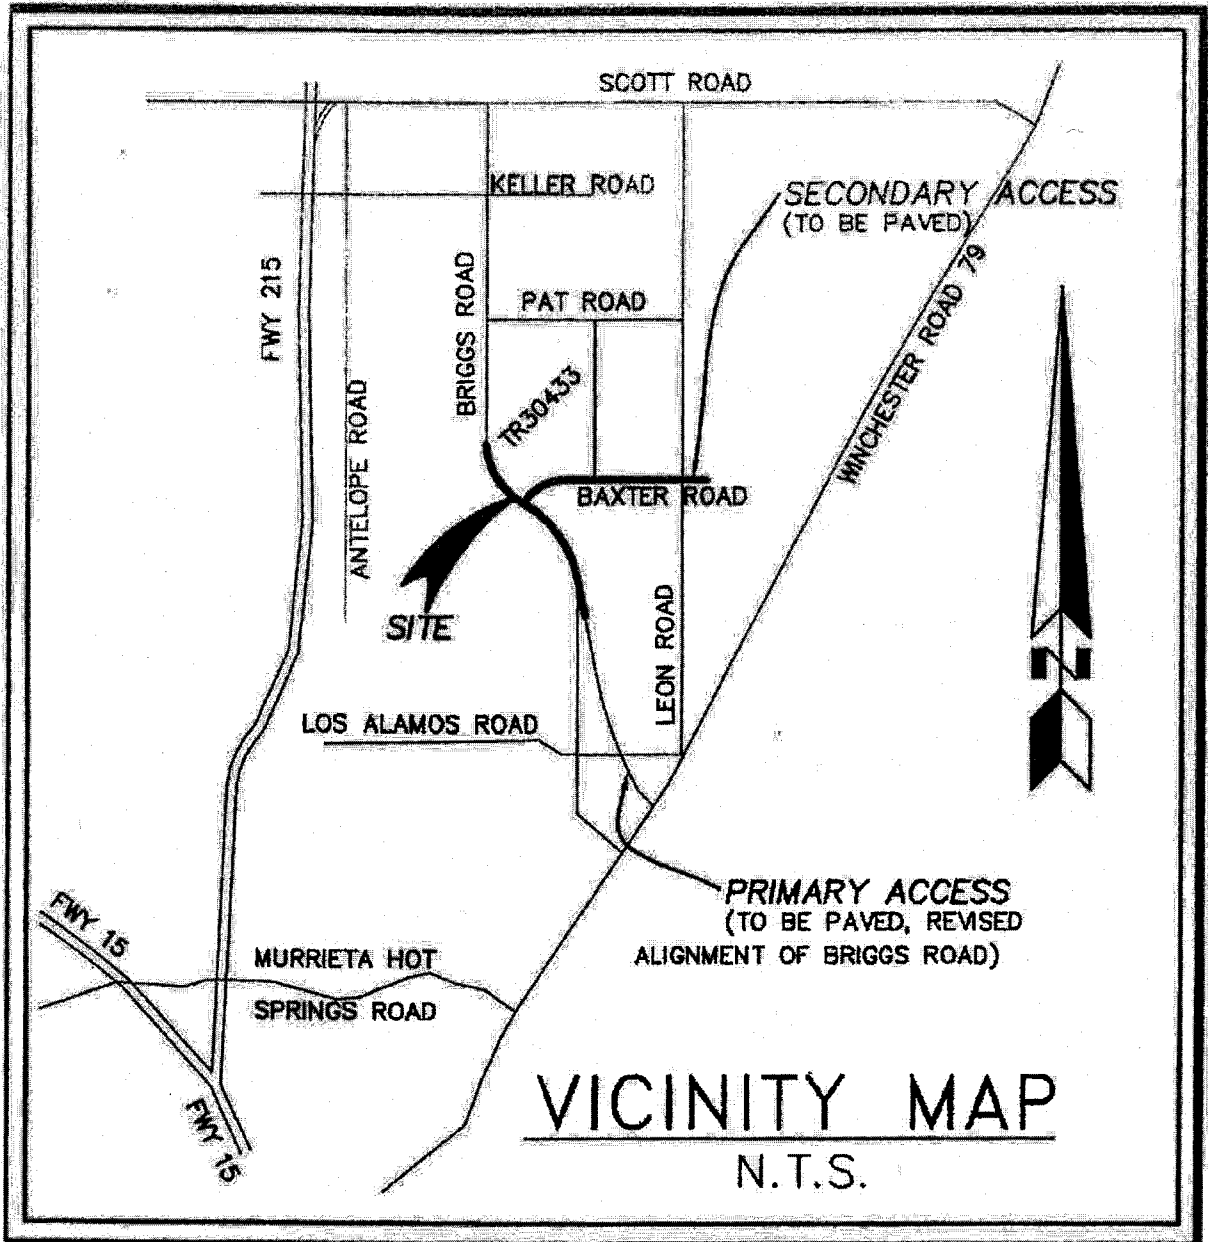 SCOTT ROAD
KELLER ROAD
SECONDARY ACCESS
(TO BE PAVED)
FWY 215
BRIGGS ROAD
PAT ROAD
WINCHESTER ROAD 79
TR30433
ANTELOPE ROAD
BAXTER ROAD
SITE
LEON ROAD
N
LOS ALAMOS ROAD
PRIMARY ACCESS
(TO BE PAVED, REVISED
ALIGNMENT OF BRIGGS ROAD)
FWY 15
MURRIETA HOT
SPRINGS ROAD
FWY 15
VICINITY MAP
N.T.S.